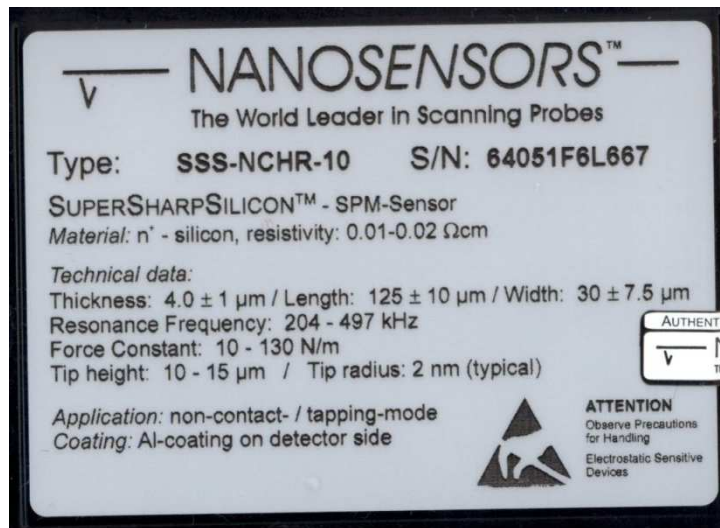 NANOSENSORS™
The World Leader in Scanning Probes
Type: SSS-NCHR-10 S/N: 64051F6L667
SUPERSHARPSILICON™ - SPM-Sensor
Material: n⁺ - silicon, resistivity: 0.01-0.02 Ωcm
Technical data:
Thickness: 4.0 ± 1 µm / Length: 125 ± 10 µm / Width: 30 ± 7.5 µm
Resonance Frequency: 204 - 497 kHz
Force Constant: 10 - 130 N/m
Tip height: 10 - 15 µm / Tip radius: 2 nm (typical)
AUTHENT
Application: non-contact- / tapping-mode
Coating: Al-coating on detector side
ATTENTION
Observe Precautions
for Handling
Electrostatic Sensitive
Devices